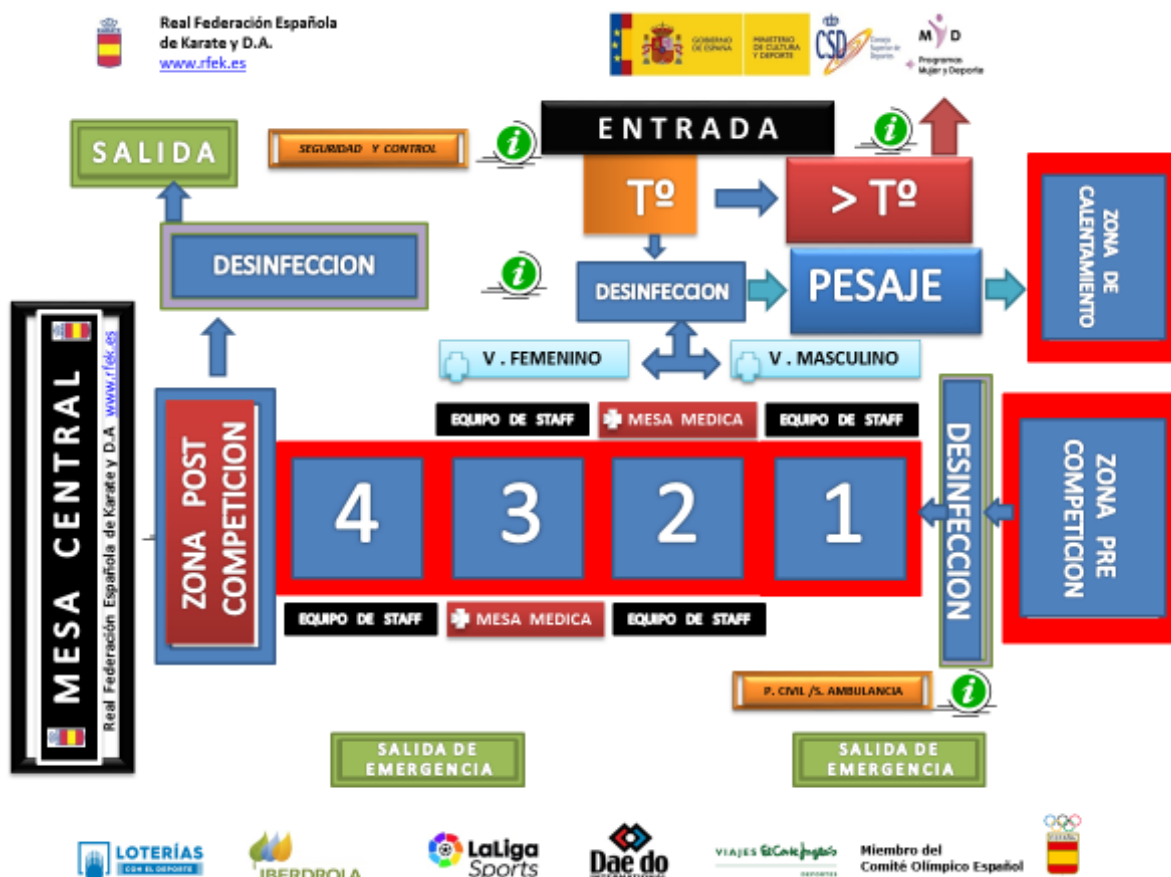 Real Federación Española
de Karate y D.A.
www.rfek.es
GOBIERNO
DE ESPAÑA
MINISTERIO
DE CULTURA
Y DEPORTE
CSD
Consejo
Superior de
Deportes
M D
Programas
Mujer y Deporte
ENTRADA
SALIDA
SEGURIDAD Y CONTROL
i
i
Tº
> Tº
ZONA DE
CALENTAMIENTO
DESINFECCION
i
DESINFECCION
PESAJE
V . FEMENINO
V . MASCULINO
MESA CENTRAL
Real Federación Española de Karate y D.A www.rfek.es
EQUIPO DE STAFF
MESA MEDICA
EQUIPO DE STAFF
ZONA POST
COMPETICION
4
3
2
1
DESINFECCION
ZONA PRE
COMPETICION
EQUIPO DE STAFF
MESA MEDICA
EQUIPO DE STAFF
P. CIVIL /S. AMBULANCIA
i
SALIDA DE
EMERGENCIA
SALIDA DE
EMERGENCIA
LOTERÍAS
CON EL DEPORTE
IBERDROLA
LaLiga
Sports
Dae do
INTERNATIONAL
VIAJES El Corte Inglés
DEPORTES
Miembro del
Comité Olímpico Español